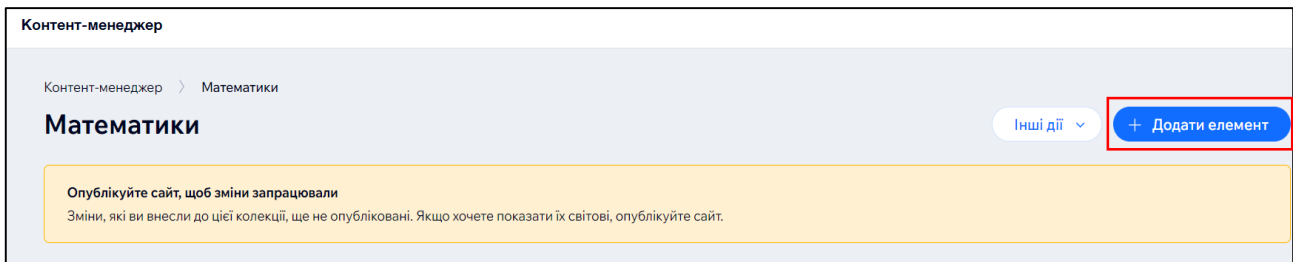 Контент-менеджер
Контент-менеджер > Математики
Математики
Інші дії + Додати елемент
Опублікуйте сайт, щоб зміни запрацювали
Зміни, які ви внесли до цієї колекції, ще не опубліковані. Якщо хочете показати їх світові, опублікуйте сайт.